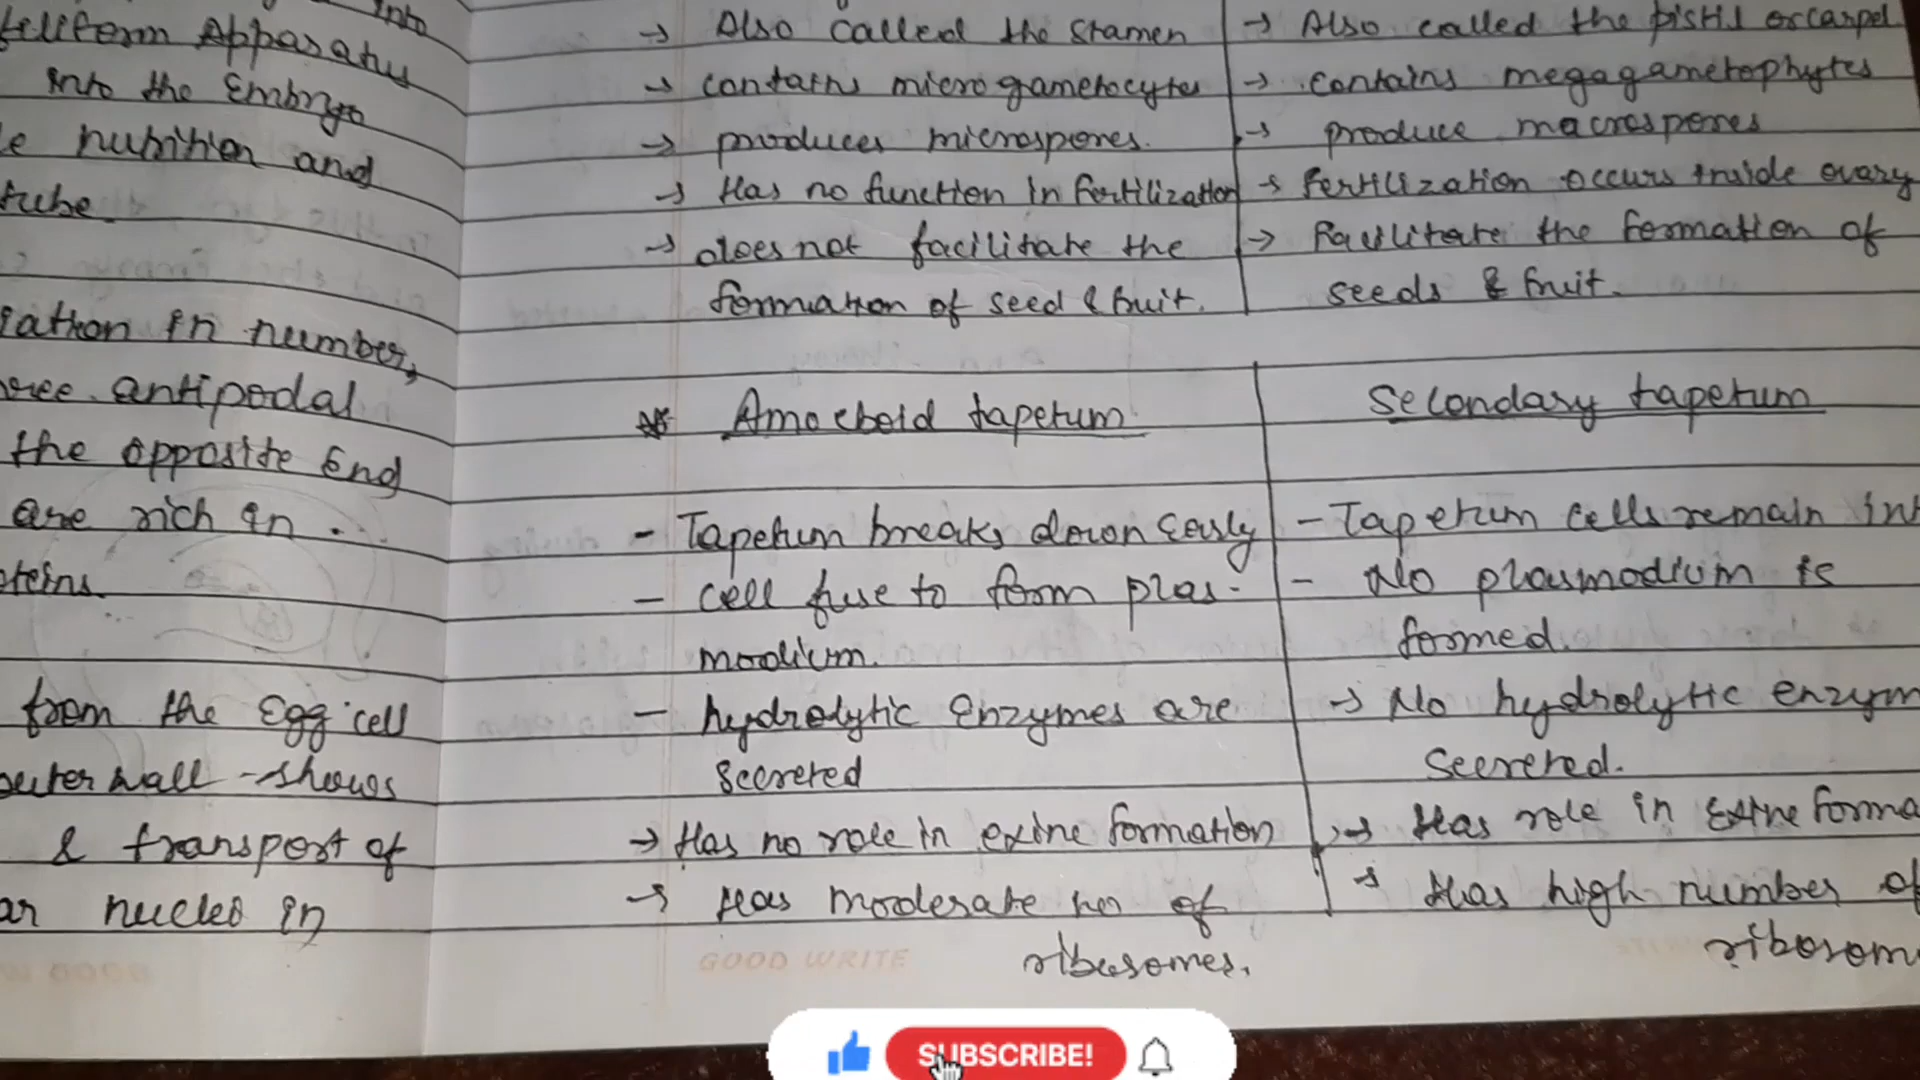 into
Apparatus
into the Embryo
nutrition and
tube
in number,
antipodal
the opposite End
are rich in
from the Egg cell
outer wall - shows
& transport of
nuclei in
→ Also called the Stamen
→ contains microgametocytes
→ produces microspores.
→ Has no function in fertilization
→ does not facilitate the
formation of seed & fruit.
→ Also called the pistil or carpel
→ contains megagametophytes
→ produce macrospores
→ fertilization occurs inside ovary
→ Facilitate the formation of
seeds & fruit.
Amoeboid tapetum
- Tapetum breaks down early
- cell fuse to form plas-
modium.
- hydrolytic Enzymes are
secreted
→ Has no role in exine formation
→ Has moderate no of
ribosomes.
Secondary tapetum
- Tapetum cells remain int
- No plasmodium is
formed.
→ No hydrolytic enzym
secreted.
→ Has role in Exine forma
→ Has high number of
ribosom
GOOD WRITE
SUBSCRIBE!